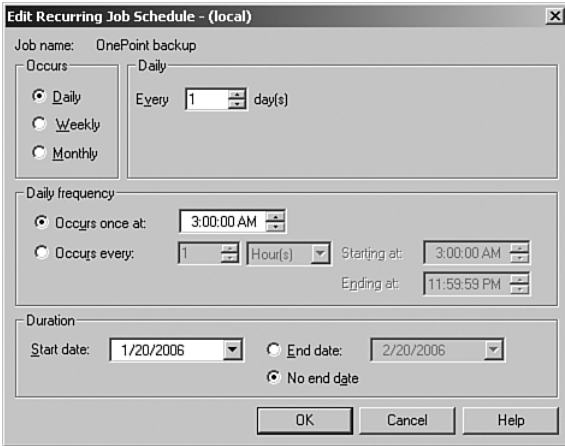 Edit Recurring Job Schedule - (local)
Job name: OnePoint backup
Occurs
Daily
Weekly
Monthly
Daily
Every 1 day(s)
Daily frequency
Occurs once at: 3:00:00 AM
Occurs every: 1 Hour(s) Starting at: 3:00:00 AM
Ending at: 11:59:59 PM
Duration
Start date: 1/20/2006 End date: 2/20/2006
No end date
OK Cancel Help